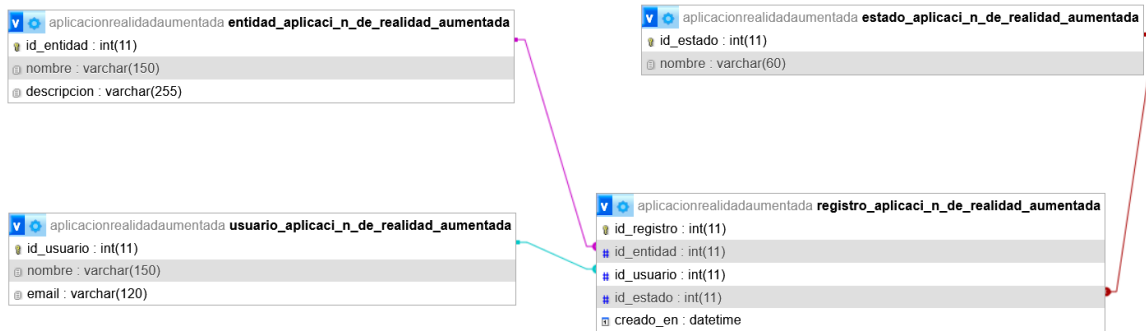 aplicacionrealidadaumentada entidad_aplicaci_n_de_realidad_aumentada
id_entidad : int(11)
nombre : varchar(150)
descripcion : varchar(255)
aplicacionrealidadaumentada estado_aplicaci_n_de_realidad_aumentada
id_estado : int(11)
nombre : varchar(60)
aplicacionrealidadaumentada usuario_aplicaci_n_de_realidad_aumentada
id_usuario : int(11)
nombre : varchar(150)
email : varchar(120)
aplicacionrealidadaumentada registro_aplicaci_n_de_realidad_aumentada
id_registro : int(11)
# id_entidad : int(11)
# id_usuario : int(11)
# id_estado : int(11)
creado_en : datetime